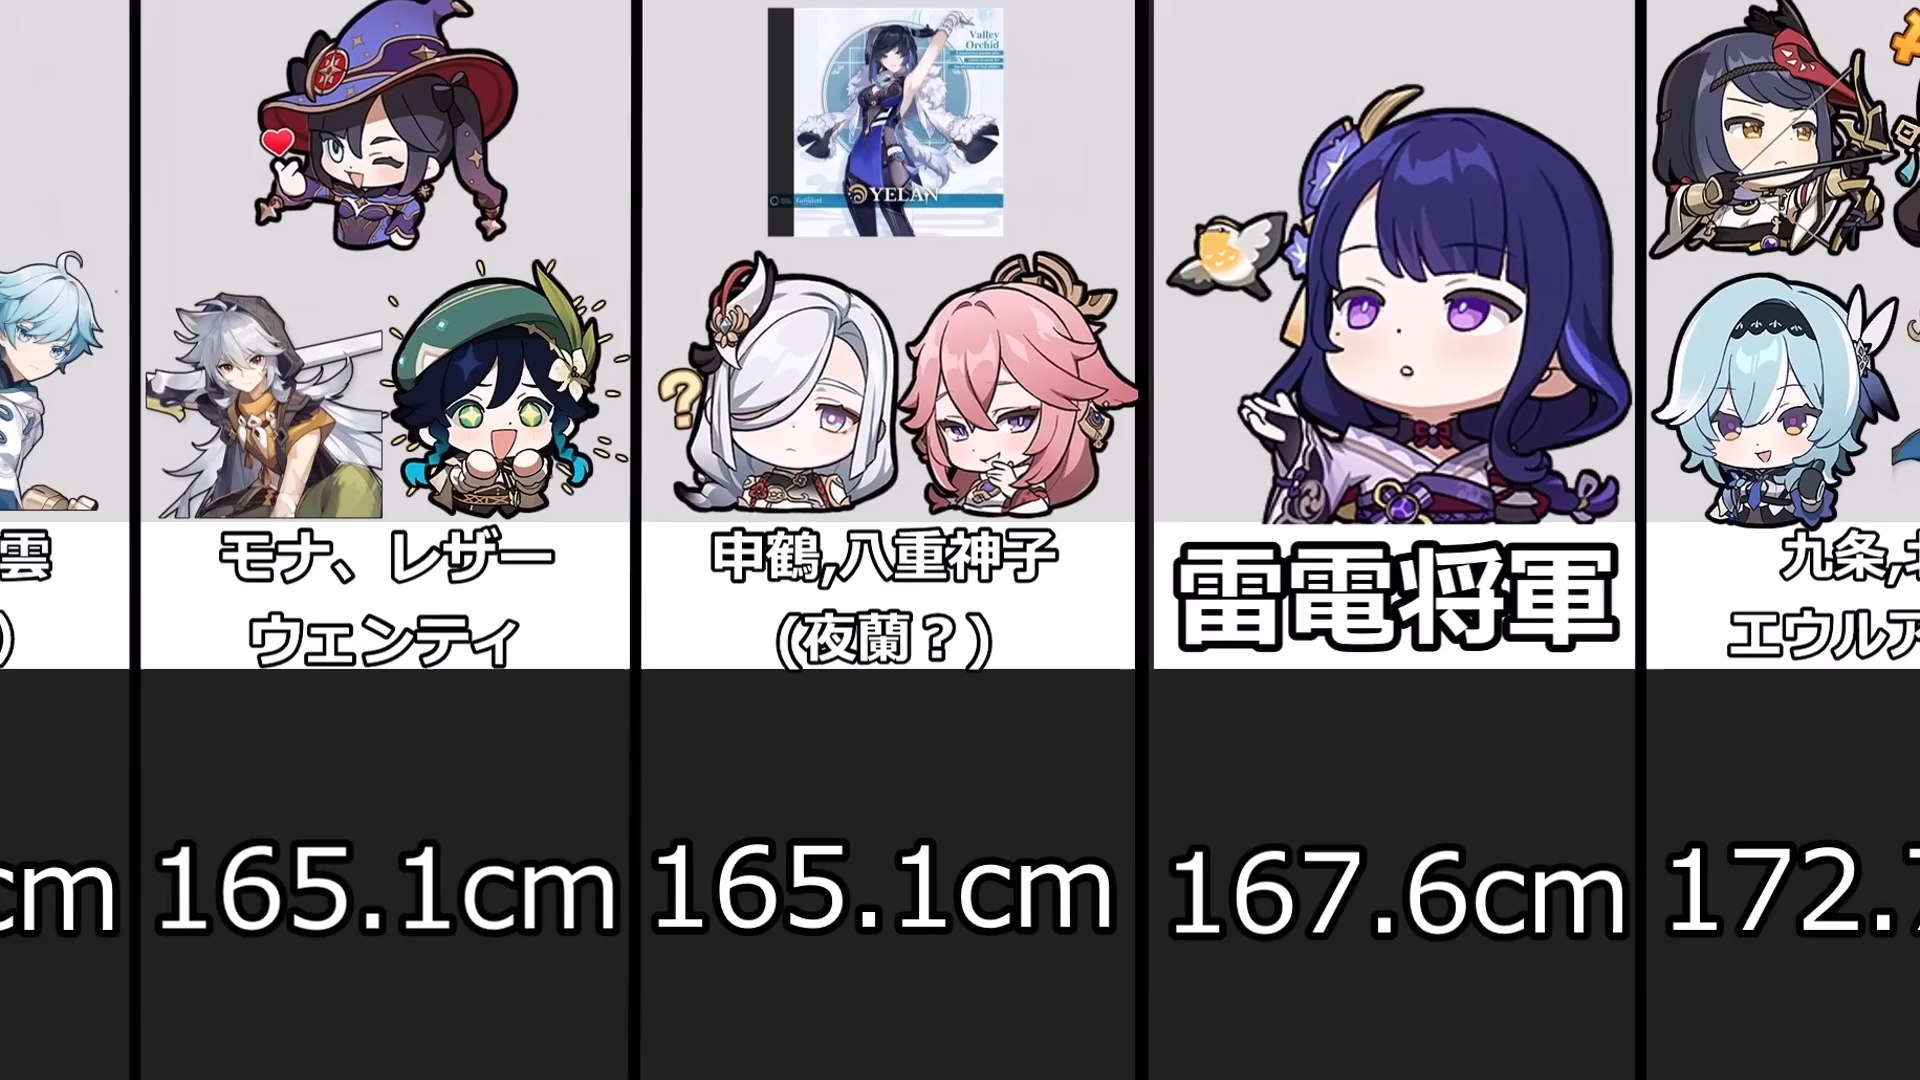 Valley
Orchid
YELAN
?
雲
)
cm
モナ、レザー
ウェンティ
165.1cm
申鶴,八重神子
(夜蘭?)
165.1cm
雷電将軍
167.6cm
九条,
エウルア
172.7